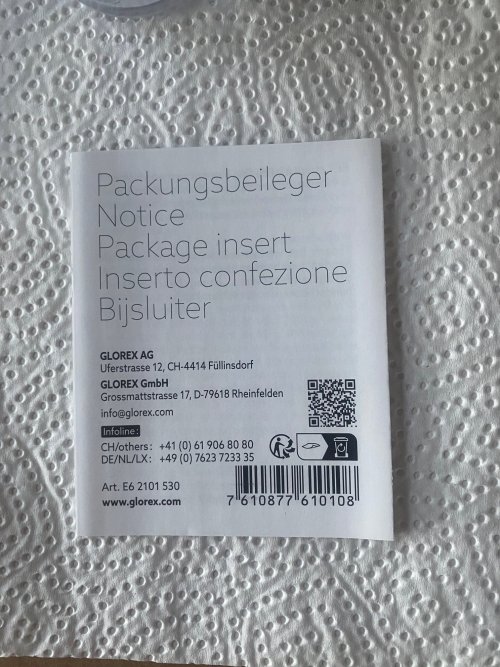 Packungsbeileger
Notice
Package insert
Inserto confezione
Bijsluiter
GLOREX AG
Uferstrasse 12, CH-4414 Füllinsdorf
GLOREX GmbH
Grossmattstrasse 17, D-79618 Rheinfelden
info@glorex.com
Infoline:
CH/others: +41 (0) 61 906 80 80
DE/NL/LX: +49 (0) 7623 7233 35
Art. E6 2101 530
www.glorex.com
7 610877 610108